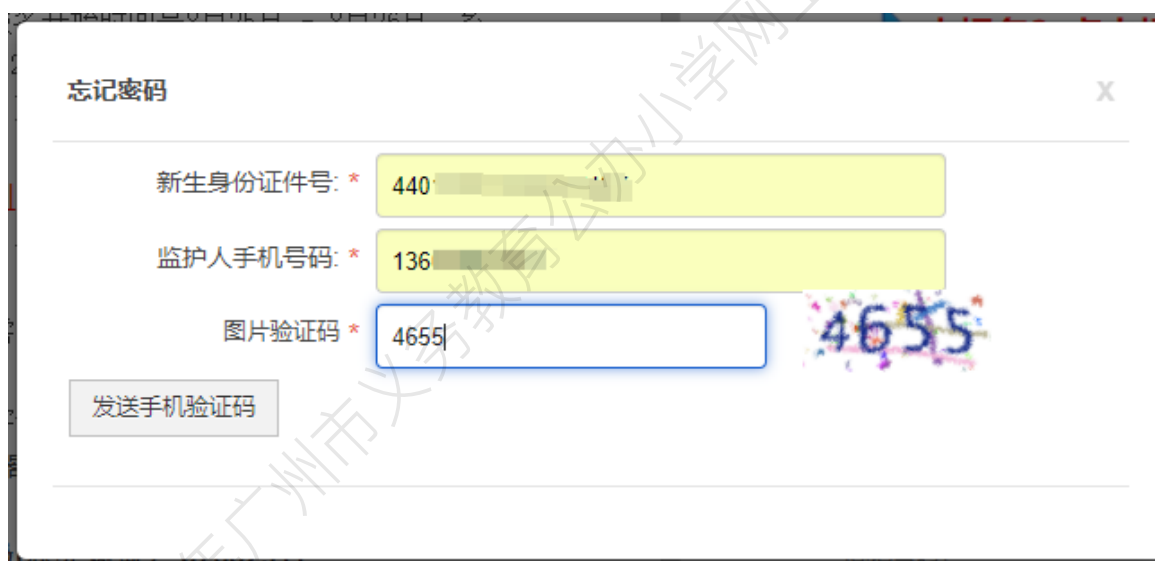 忘记密码
x
新生身份证件号: *
440
监护人手机号码: *
136
图片验证码 *
4655
4655
发送手机验证码
年广州市义务教育公办小学网上